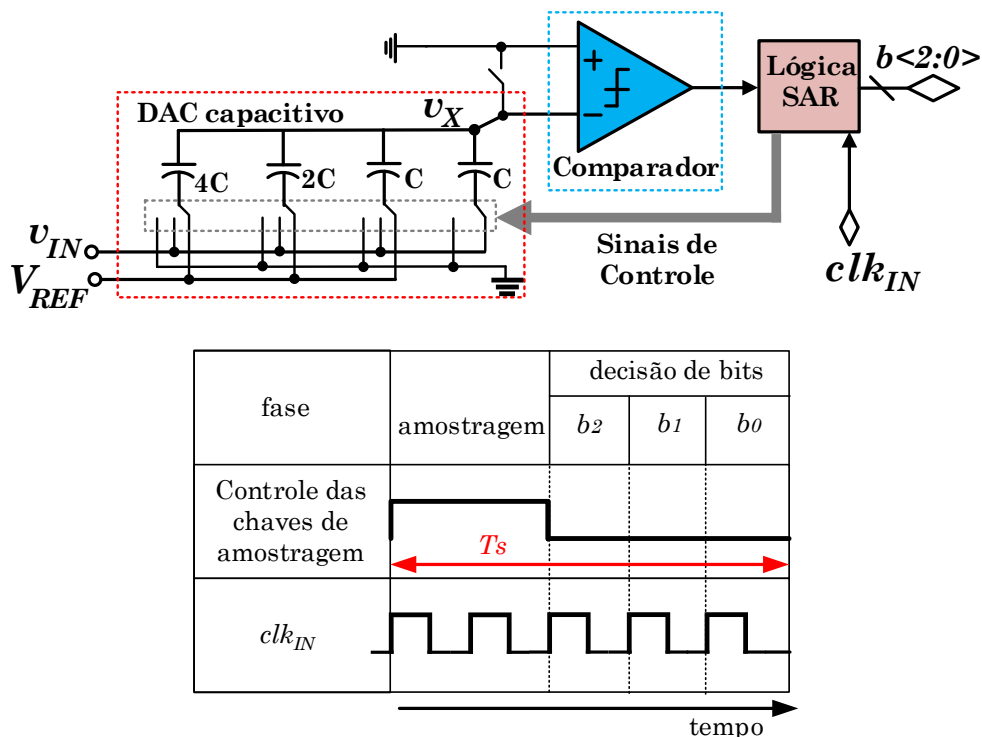 b<2:0>
Lógica
SAR
+
−
Comparador
DAC capacitivo
v_X
4C
2C
C
C
v_IN
V_REF
Sinais de
Controle
clk_IN
fase
amostragem
decisão de bits
b2
b1
b0
Controle das
chaves de
amostragem
Ts
clk_IN
tempo